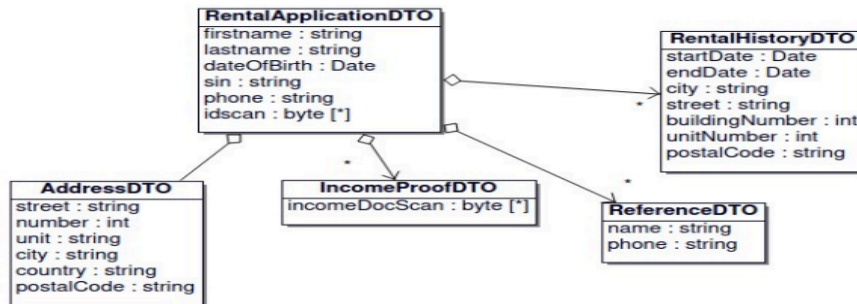 RentalApplicationDTO
firstname : string
lastname : string
dateOfBirth : Date
sin : string
phone : string
idscan : byte [*]
RentalHistoryDTO
startDate : Date
endDate : Date
city : string
street : string
buildingNumber : int
unitNumber : int
postalCode : string
*
*
*
AddressDTO
street : string
number : int
unit : string
city : string
country : string
postalCode : string
IncomeProofDTO
incomeDocScan : byte [*]
ReferenceDTO
name : string
phone : string